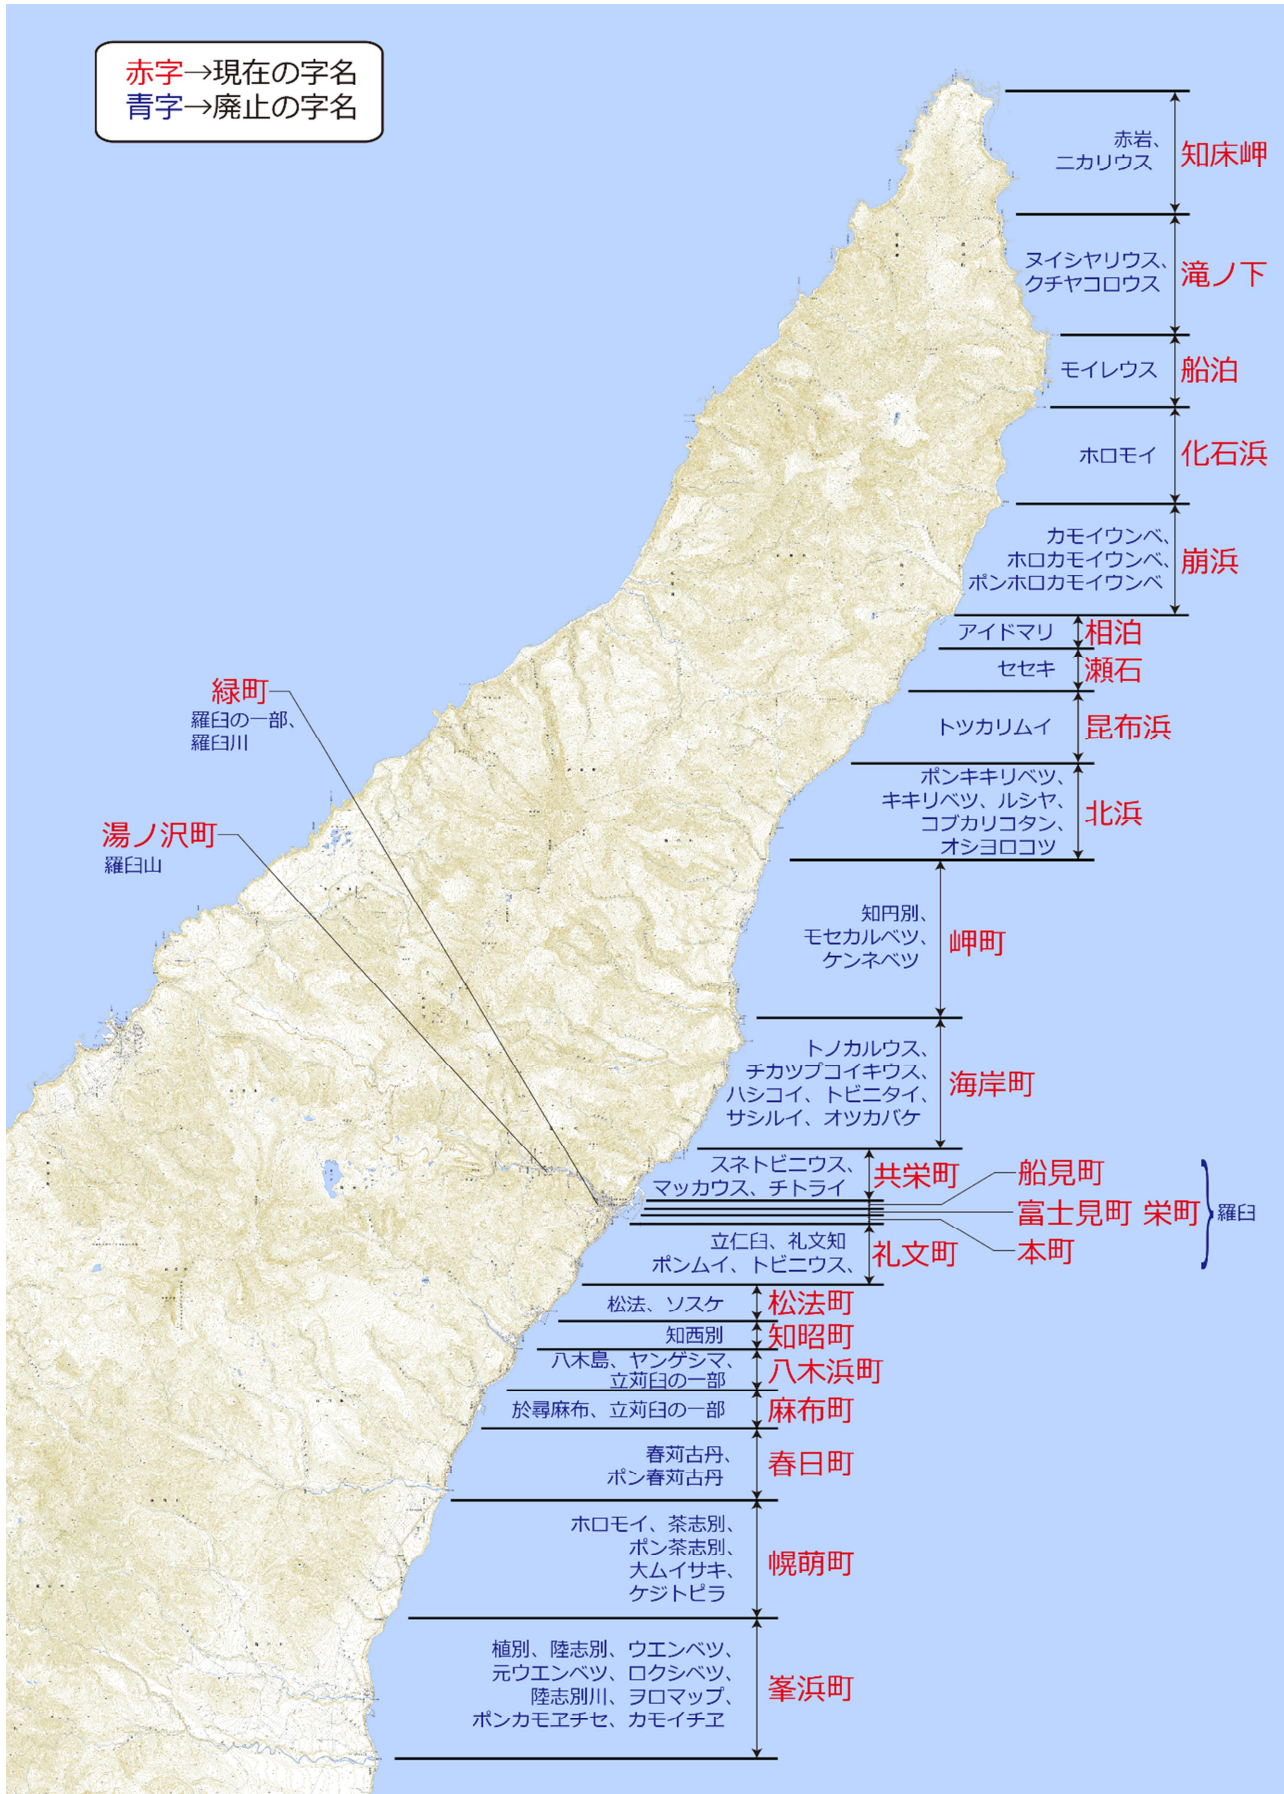 赤字→現在の字名
青字→廃止の字名
赤岩、
ニカリウス
知床岬
ヌイシヤリウス、
クチヤコロウス
滝ノ下
モイレウス
船泊
ホロモイ
化石浜
カモイウンベ、
ホロカモイウンベ、
ポンホロカモイウンベ
崩浜
アイドマリ
相泊
セセキ
瀬石
トツカリムイ
昆布浜
ポンキキリベツ、
キキリベツ、ルシヤ、
コブカリコタン、
オシヨロコツ
北浜
緑町
羅臼の一部、
羅臼川
湯ノ沢町
羅臼山
知円別、
モセカルベツ、
ケンネベツ
岬町
トノカルウス、
チカツプコイキウス、
ハシコイ、トビニタイ、
サシルイ、オツカバケ
海岸町
スネトビニウス、
マッカウス、チトライ
共栄町
船見町
富士見町 栄町
本町
羅臼
立仁臼、礼文知
ポンムイ、トビニウス、
礼文町
松法、ソスケ
松法町
知西別
知昭町
八木島、ヤンゲシマ、
立苅臼の一部
八木浜町
於尋麻布、立苅臼の一部
麻布町
春苅古丹、
ポン春苅古丹
春日町
ホロモイ、茶志別、
ポン茶志別、
大ムイサキ、
ケジトピラ
幌萌町
植別、陸志別、ウエンベツ、
元ウエンベツ、ロクシベツ、
陸志別川、ヲロマップ、
ポンカモヱチセ、カモイチヱ
峯浜町